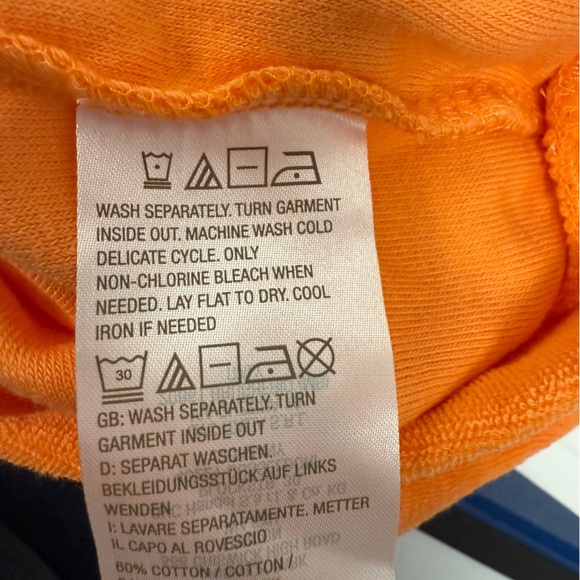 WASH SEPARATELY. TURN GARMENT
INSIDE OUT. MACHINE WASH COLD
DELICATE CYCLE. ONLY
NON-CHLORINE BLEACH WHEN
NEEDED. LAY FLAT TO DRY. COOL
IRON IF NEEDED
30
GB: WASH SEPARATELY. TURN
GARMENT INSIDE OUT
D: SEPARAT WASCHEN.
BEKLEIDUNGSSTÜCK AUF LINKS
WENDEN
I: LAVARE SEPARATAMENTE. METTER
IL CAPO AL ROVESCIO
60% COTTON / COTTON /